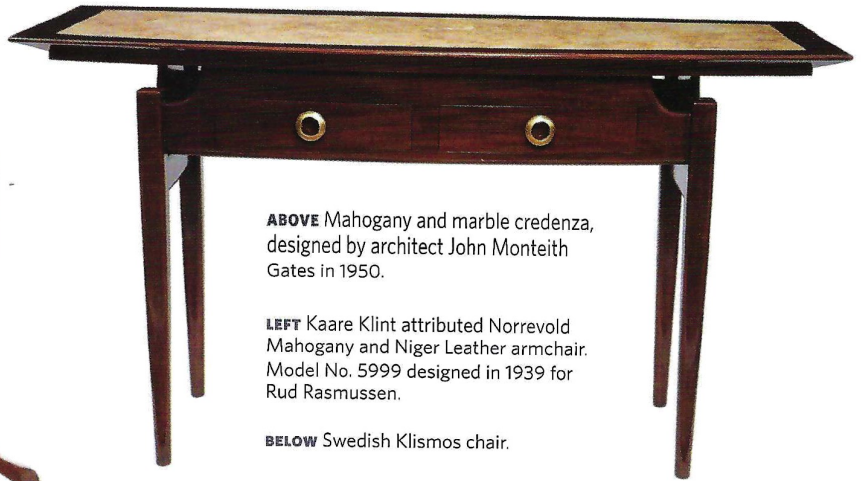 ABOVE Mahogany and marble credenza,
designed by architect John Monteith
Gates in 1950.
LEFT Kaare Klint attributed Norrevold
Mahogany and Niger Leather armchair.
Model No. 5999 designed in 1939 for
Rud Rasmussen.
BELOW Swedish Klismos chair.